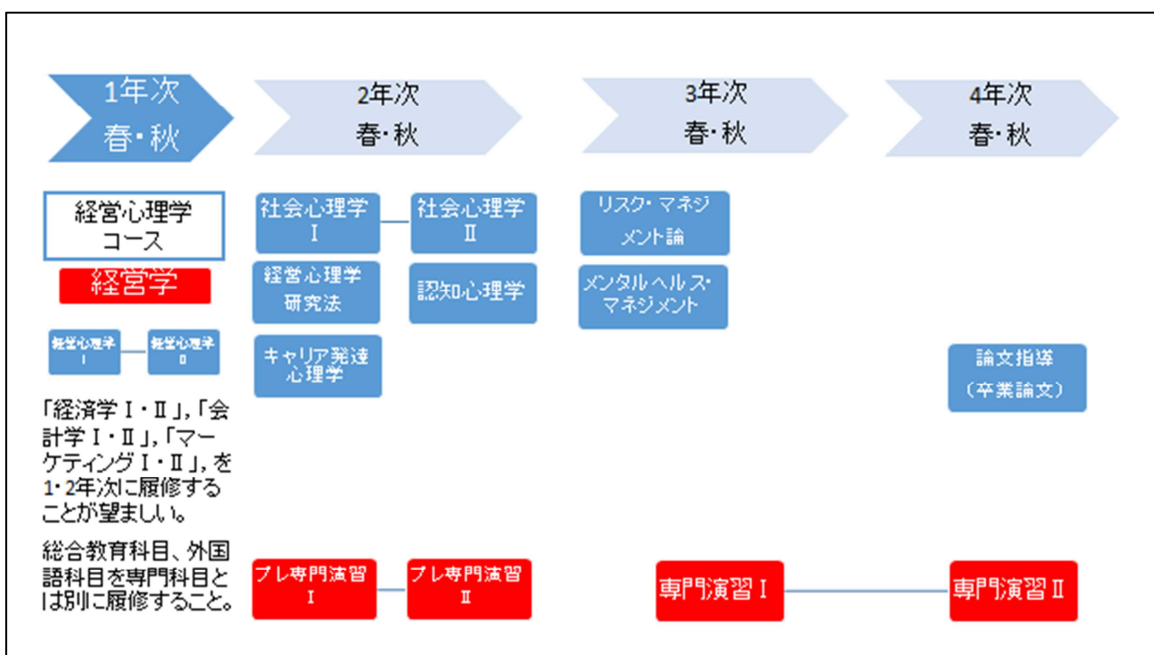 1年次
春・秋
2年次
春・秋
3年次
春・秋
4年次
春・秋
経営心理学
コース
経営学
経営心理学
Ⅰ
経営心理学
Ⅱ
「経済学Ⅰ・Ⅱ」,「会
計学Ⅰ・Ⅱ」,「マー
ケティングⅠ・Ⅱ」,を
1・2年次に履修する
ことが望ましい。
総合教育科目、外国
語科目を専門科目と
は別に履修すること。
社会心理学
Ⅰ
社会心理学
Ⅱ
経営心理学
研究法
認知心理学
キャリア発達
心理学
プレ専門演習
Ⅰ
プレ専門演習
Ⅱ
リスク・マネジ
メント論
メンタルヘルス・
マネジメント
専門演習Ⅰ
論文指導
(卒業論文)
専門演習Ⅱ